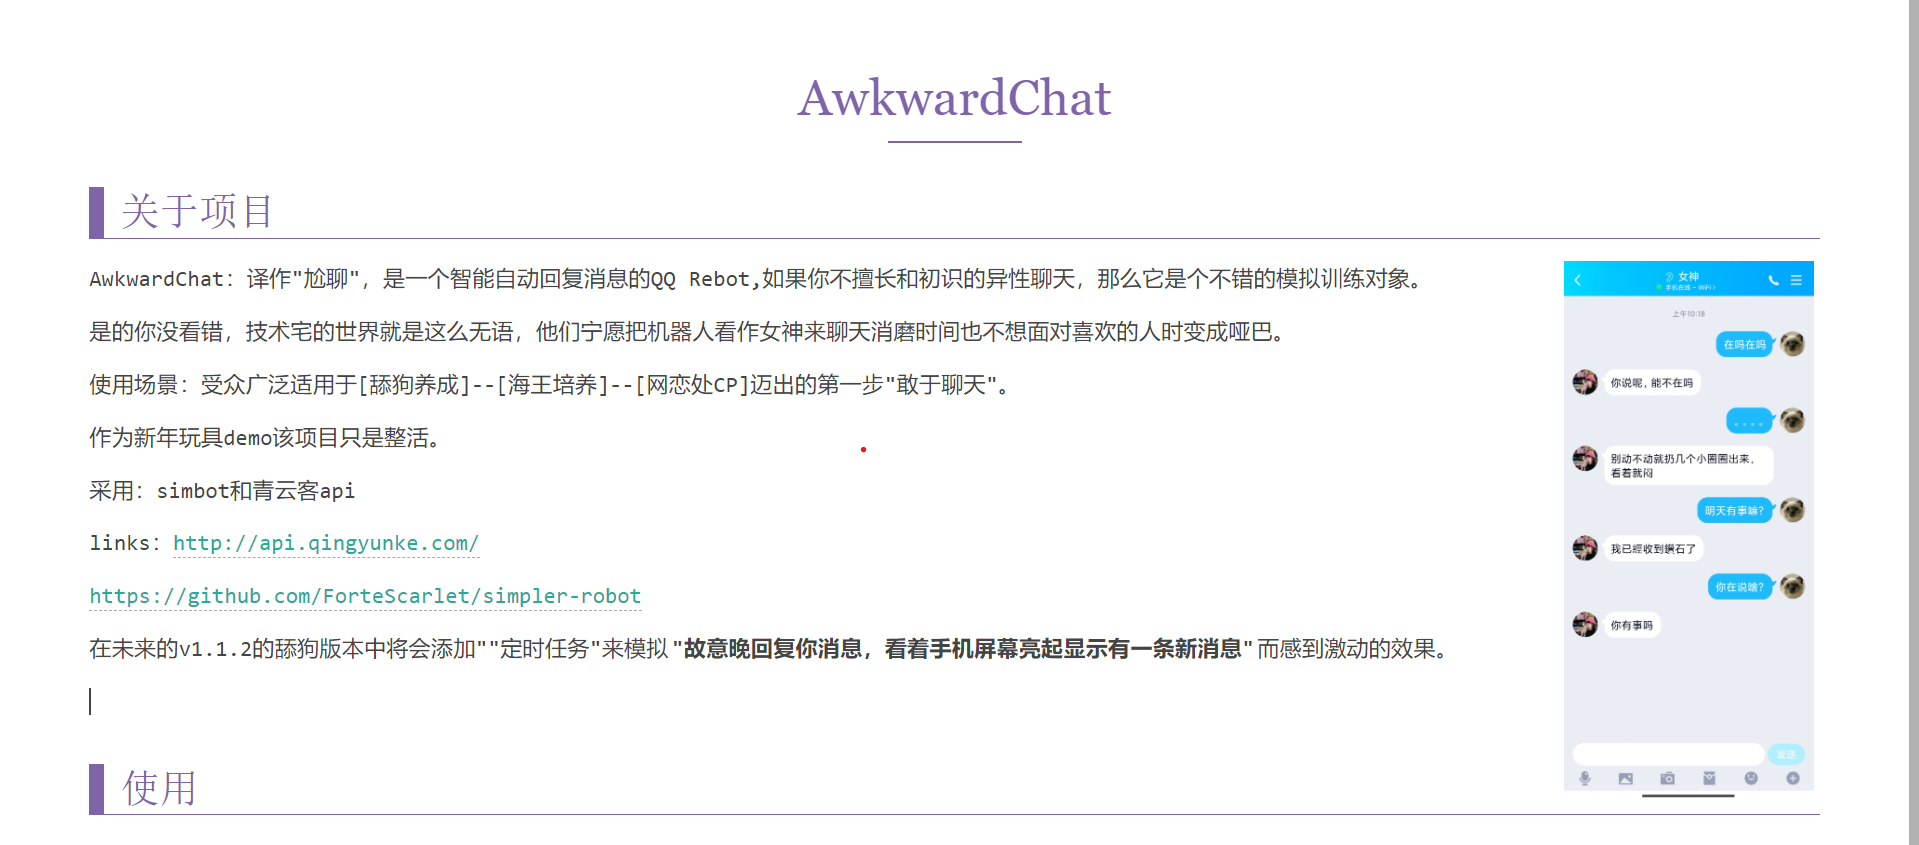 AwkwardChat
关于项目
AwkwardChat：译作"尬聊"，是一个智能自动回复消息的QQ Rebot,如果你不擅长和初识的异性聊天，那么它是个不错的模拟训练对象。
是的你没看错，技术宅的世界就是这么无语，他们宁愿把机器人看作女神来聊天消磨时间也不想面对喜欢的人时变成哑巴。
使用场景：受众广泛适用于[舔狗养成]--[海王培养]--[网恋处CP]迈出的第一步"敢于聊天"。
作为新年玩具demo该项目只是整活。
采用：simbot和青云客api
links：http://api.qingyunke.com/
https://github.com/ForteScarlet/simpler-robot
在未来的v1.1.2的舔狗版本中将会添加""定时任务"来模拟"故意晚回复你消息，看着手机屏幕亮起显示有一条新消息"而感到激动的效果。
使用
女神
手机在线 - WiFi>
上午10:18
在吗在吗
你说呢，能不在吗
。。。。
别动不动就扔几个小圈圈出来，
看着就闷
明天有事嘛?
我已經收到鑽石了
你在说啥?
你有事吗
发送